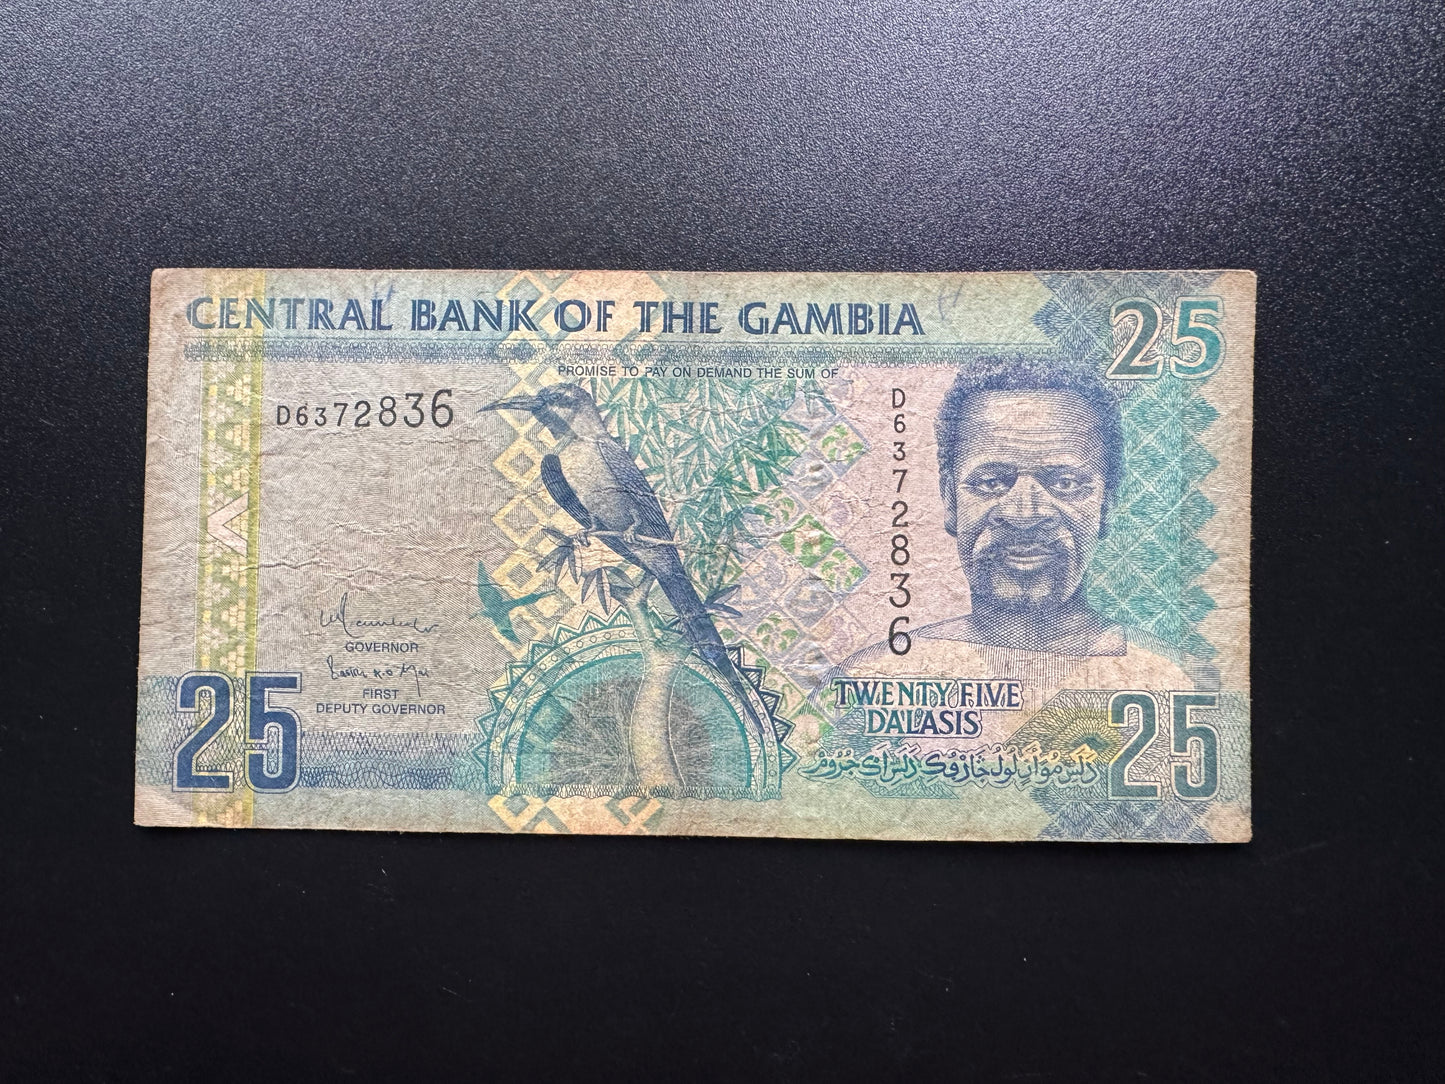 CENTRAL BANK OF THE GAMBIA
25
PROMISE TO PAY ON DEMAND THE SUM OF
D6372836
D6372836
GOVERNOR
FIRST
DEPUTY GOVERNOR
25
TWENTY FIVE
DALASIS
25